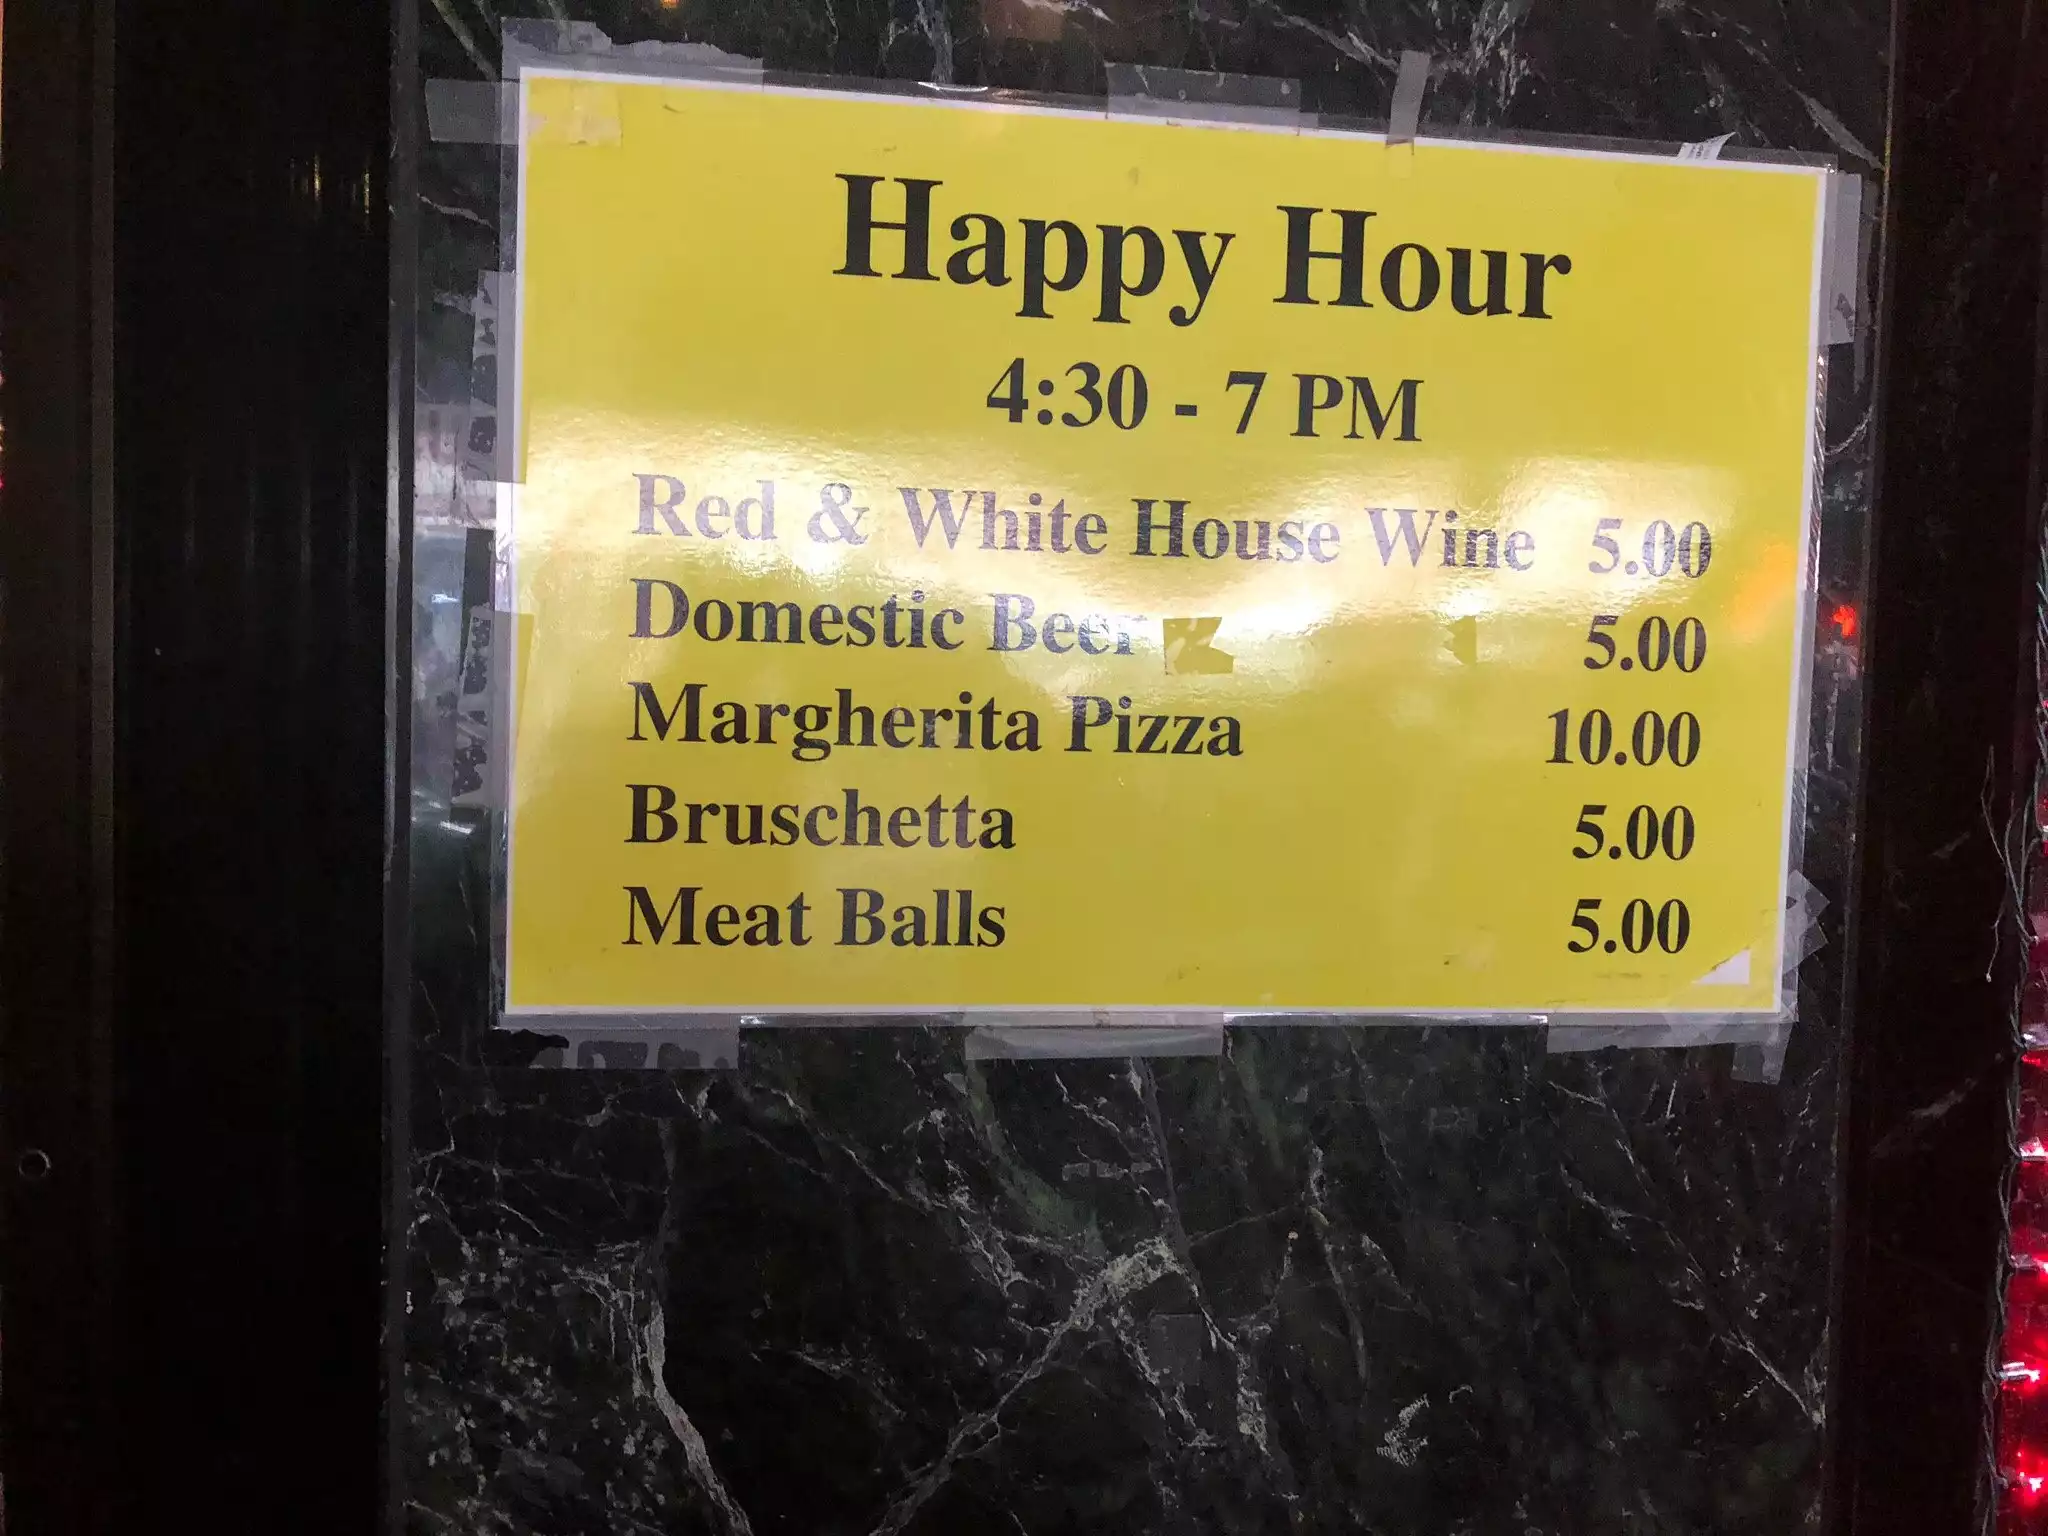 Happy Hour
4:30 - 7 PM
Red & White House Wine 5.00
Domestic Beer 5.00
Margherita Pizza 10.00
Bruschetta 5.00
Meat Balls 5.00